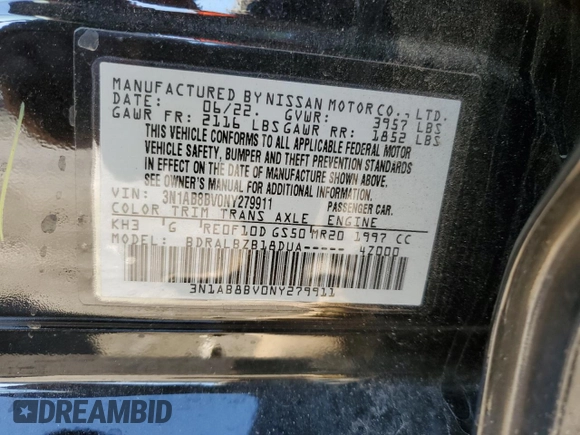 MANUFACTURED BY NISSAN MOTOR CO., LTD.
DATE: 06/22 GVWR: 3957 LBS
GAWR FR: 2116 LBS GAWR RR: 1852 LBS
THIS VEHICLE CONFORMS TO ALL APPLICABLE FEDERAL MOTOR
VEHICLE SAFETY, BUMPER AND THEFT PREVENTION STANDARDS
IN EFFECT ON THE DATE OF MANUFACTURE SHOWN ABOVE.
SEE OWNER'S MANUAL FOR ADDITIONAL INFORMATION.
VIN: 3N1AB8BV0NY279911 PASSENGER CAR.
COLOR TRIM TRANS AXLE ENGINE
KH3 'G RE0F10D GS50 MR20 1997 CC
MODEL: BDRALBZB18DUA----- 4Z000
3N1AB8BV0NY279911
DREAMBID